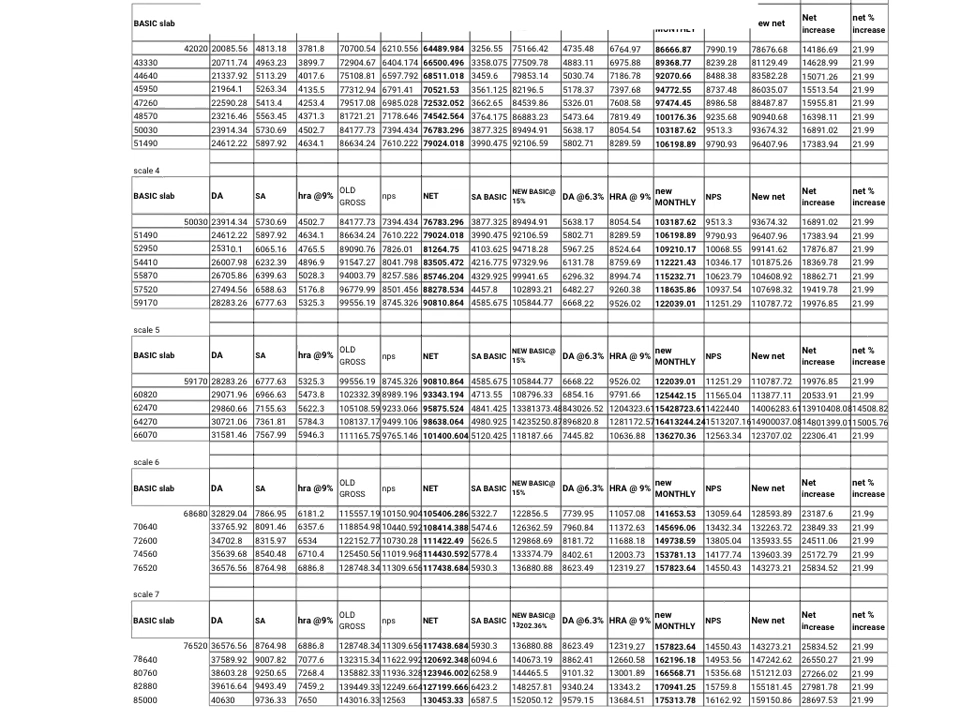 BASIC slab ew net Net increase net % increase
42020 20085.56 4813.18 3781.8 70700.54 6210.556 64489.984 3256.55 75166.42 4735.48 6764.97 86666.87 7990.19 78676.68 14186.69 21.99
43330 20711.74 4963.23 3899.7 72904.67 6404.174 66500.496 3358.075 77509.78 4883.11 6975.88 89368.77 8239.28 81129.49 14628.99 21.99
44640 21337.92 5113.29 4017.6 75108.81 6597.792 68511.018 3459.6 79853.14 5030.74 7186.78 92070.66 8488.38 83582.28 15071.26 21.99
45950 21964.1 5263.34 4135.5 77312.94 6791.41 70521.53 3561.125 82196.5 5178.37 7397.68 94772.55 8737.48 86035.07 15513.54 21.99
47260 22590.28 5413.4 4253.4 79517.08 6985.028 72532.052 3662.65 84539.86 5326.01 7608.58 97474.45 8986.58 88487.87 15955.81 21.99
48570 23216.46 5563.45 4371.3 81721.21 7178.646 74542.564 3764.175 86883.23 5473.64 7819.49 100176.36 9235.68 90940.68 16398.11 21.99
50030 23914.34 5730.69 4502.7 84177.73 7394.434 76783.296 3877.325 89494.91 5638.17 8054.54 103187.62 9513.3 93674.32 16891.02 21.99
51490 24612.22 5897.92 4634.1 86634.24 7610.222 79024.018 3990.475 92106.59 5802.71 8289.59 106198.89 9790.93 96407.96 17383.94 21.99
scale 4
BASIC slab DA SA hra @9% OLD GROSS nps NET SA BASIC NEW BASIC@ 15% DA @6.3% HRA @ 9% new MONTHLY NPS New net Net increase net % increase
50030 23914.34 5730.69 4502.7 84177.73 7394.434 76783.296 3877.325 89494.91 5638.17 8054.54 103187.62 9513.3 93674.32 16891.02 21.99
51490 24612.22 5897.92 4634.1 86634.24 7610.222 79024.018 3990.475 92106.59 5802.71 8289.59 106198.89 9790.93 96407.96 17383.94 21.99
52950 25310.1 6065.16 4765.5 89090.76 7826.01 81264.75 4103.625 94718.28 5967.25 8524.64 109210.17 10068.55 99141.62 17876.87 21.99
54410 26007.98 6232.39 4896.9 91547.27 8041.798 83505.472 4216.775 97329.96 6131.78 8759.69 112221.43 10346.17 101875.26 18369.78 21.99
55870 26705.86 6399.63 5028.3 94003.79 8257.586 85746.204 4329.925 99941.65 6296.32 8994.74 115232.71 10623.79 104608.92 18862.71 21.99
57520 27494.56 6588.63 5176.8 96779.99 8501.456 88278.534 4457.8 102893.21 6482.27 9260.38 118635.86 10937.54 107698.32 19419.78 21.99
59170 28283.26 6777.63 5325.3 99556.19 8745.326 90810.864 4585.675 105844.77 6668.22 9526.02 122039.01 11251.29 110787.72 19976.85 21.99
scale 5
BASIC slab DA SA hra @9% OLD GROSS nps NET SA BASIC NEW BASIC@ 15% DA @6.3% HRA @ 9% new MONTHLY NPS New net Net increase net % increase
59170 28283.26 6777.63 5325.3 99556.19 8745.326 90810.864 4585.675 105844.77 6668.22 9526.02 122039.01 11251.29 110787.72 19976.85 21.99
60820 29071.96 6966.63 5473.8 102332.39 8989.196 93343.194 4713.55 108796.33 6854.16 9791.66 125442.15 11565.04 113877.11 20533.91 21.99
62470 29860.66 7155.63 5622.3 105108.59 9233.066 95875.524 4841.425 13381373.48 843026.52 1204323.61 15428723.61 1422440 14006283.61 13910408.08 14508.82
64270 30721.06 7361.81 5784.3 108137.17 9499.106 98638.064 4980.925 14235250.87 896820.8 1281172.57 16413244.24 1513207.16 14900037.08 14801399.01 15005.76
66070 31581.46 7567.99 5946.3 111165.75 9765.146 101400.604 5120.425 118187.66 7445.82 10636.88 136270.36 12563.34 123707.02 22306.41 21.99
scale 6
BASIC slab DA SA hra @9% OLD GROSS nps NET SA BASIC NEW BASIC@ 15% DA @6.3% HRA @ 9% new MONTHLY NPS New net Net increase net % increase
68680 32829.04 7866.95 6181.2 115557.19 10150.904 105406.286 5322.7 122856.5 7739.95 11057.08 141653.53 13059.64 128593.89 23187.6 21.99
70640 33765.92 8091.46 6357.6 118854.98 10440.592 108414.388 5474.6 126362.59 7960.84 11372.63 145696.06 13432.34 132263.72 23849.33 21.99
72600 34702.8 8315.97 6534 122152.77 10730.28 111422.49 5626.5 129868.69 8181.72 11688.18 149738.59 13805.04 135933.55 24511.06 21.99
74560 35639.68 8540.48 6710.4 125450.56 11019.968 114430.592 5778.4 133374.79 8402.61 12003.73 153781.13 14177.74 139603.39 25172.79 21.99
76520 36576.56 8764.98 6886.8 128748.34 11309.656 117438.684 5930.3 136880.88 8623.49 12319.27 157823.64 14550.43 143273.21 25834.52 21.99
scale 7
BASIC slab DA SA hra @9% OLD GROSS nps NET SA BASIC NEW BASIC@ 13202.36% DA @6.3% HRA @ 9% new MONTHLY NPS New net Net increase net % increase
76520 36576.56 8764.98 6886.8 128748.34 11309.656 117438.684 5930.3 136880.88 8623.49 12319.27 157823.64 14550.43 143273.21 25834.52 21.99
78640 37589.92 9007.82 7077.6 132315.34 11622.992 120692.348 6094.6 140673.19 8862.41 12660.58 162196.18 14953.56 147242.62 26550.27 21.99
80760 38603.28 9250.65 7268.4 135882.33 11936.328 123946.002 6258.9 144465.5 9101.32 13001.89 166568.71 15356.68 151212.03 27266.02 21.99
82880 39616.64 9493.49 7459.2 139449.33 12249.664 127199.666 6423.2 148257.81 9340.24 13343.2 170941.25 15759.8 155181.45 27981.78 21.99
85000 40630 9736.33 7650 143016.33 12563 130453.33 6587.5 152050.12 9579.15 13684.51 175313.78 16162.92 159150.86 28697.53 21.99